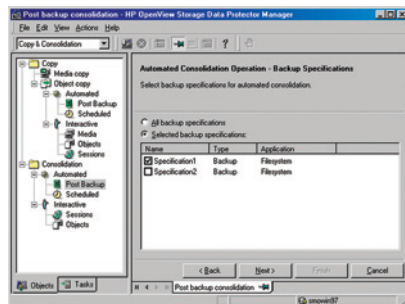 Post backup consolidation - HP OpenView Storage Data Protector Manager
File Edit View Actions Help
Copy & Consolidation
Copy
Media copy
Object copy
Automated
Post Backup
Scheduled
Interactive
Media
Objects
Sessions
Consolidation
Automated
Post Backup
Scheduled
Interactive
Sessions
Objects
Objects Tasks
Automated Consolidation Operation - Backup Specifications
Select backup specifications for automated consolidation.
All backup specifications
Selected backup specifications:
Name Type Application
Specification1 Backup Filesystem
Specification2 Backup Filesystem
< Back Next > Finish Cancel
Post backup consolidation